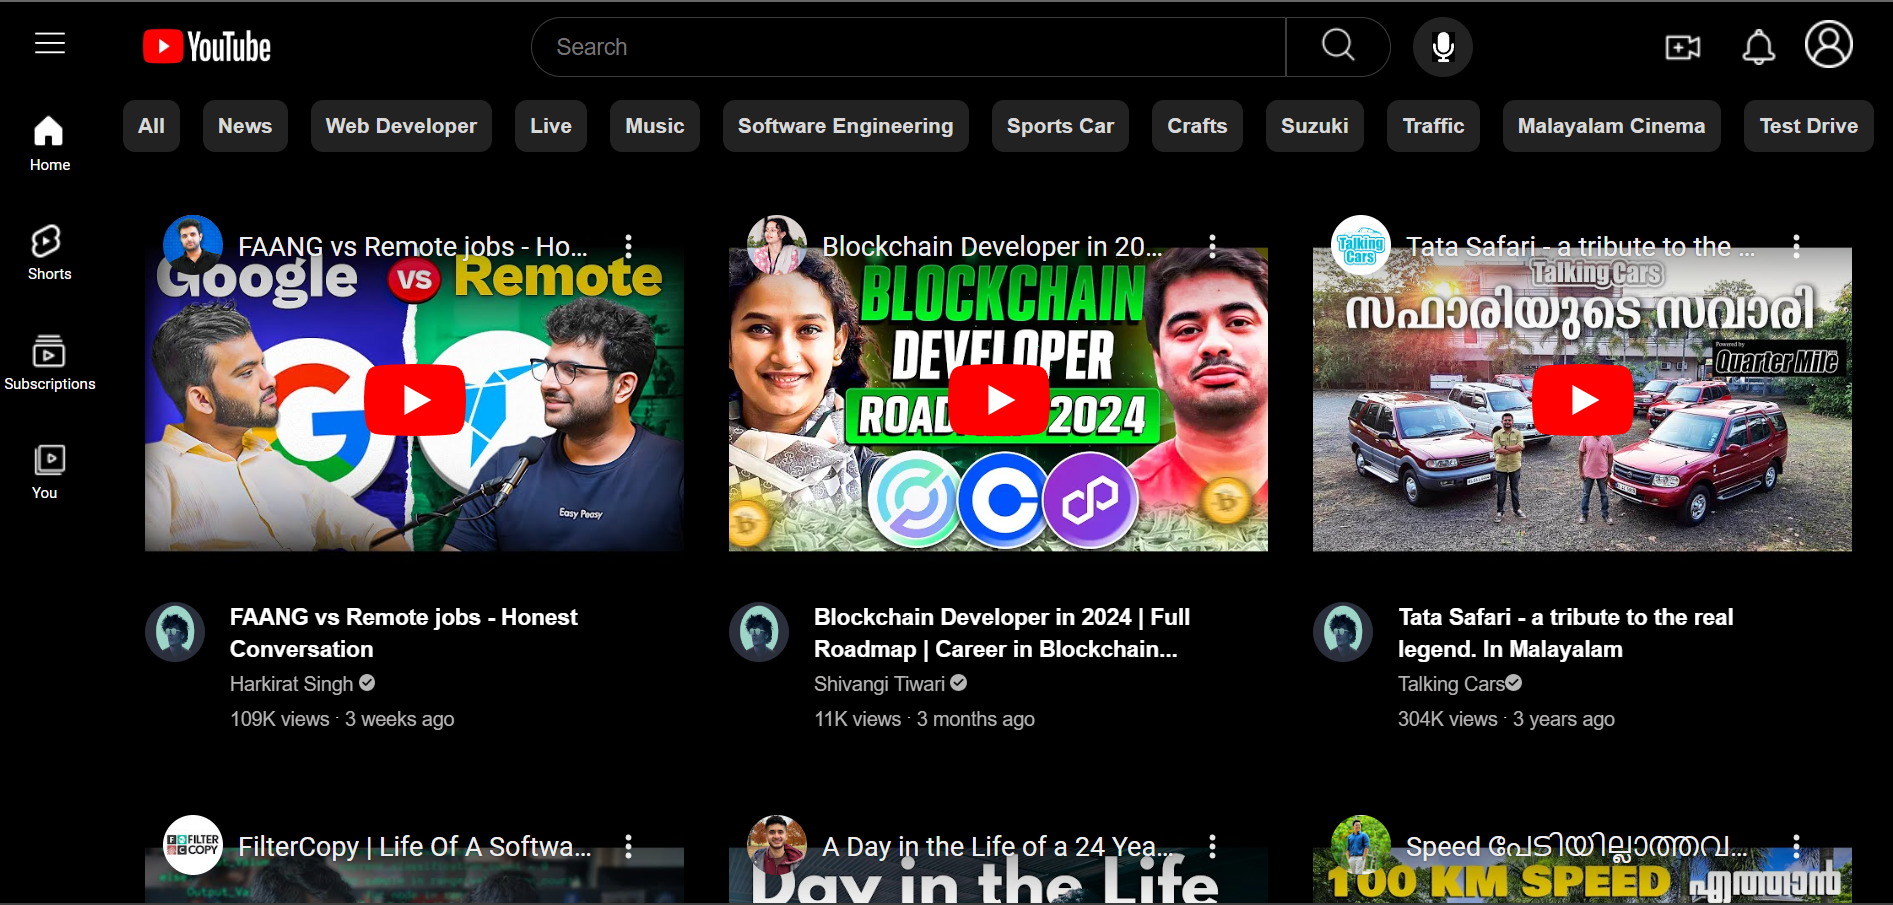 YouTube
Search
All
News
Web Developer
Live
Music
Software Engineering
Sports Car
Crafts
Suzuki
Traffic
Malayalam Cinema
Test Drive
Home
Shorts
Subscriptions
You
FAANG vs Remote jobs - Ho...
Google VS Remote
Easy Peasy
FAANG vs Remote jobs - Honest
Conversation
Harkirat Singh
109K views · 3 weeks ago
Blockchain Developer in 20...
BLOCKCHAIN
DEVELOPER
2024
Blockchain Developer in 2024 | Full
Roadmap | Career in Blockchain...
Shivangi Tiwari
11K views · 3 months ago
Talking
Cars
Tata Safari - a tribute to the ...
Talking Cars
സഫാരിയുടെ സവാരി
Powered by
Quarter Mile
Tata Safari - a tribute to the real
legend. In Malayalam
Talking Cars
304K views · 3 years ago
FILTER
COPY
FilterCopy | Life Of A Softwa...
else
A Day in the Life of a 24 Yea...
Day in the Life
Speed പേടിയില്ലാത്തവ...
100 KM SPEED എത്താൻ